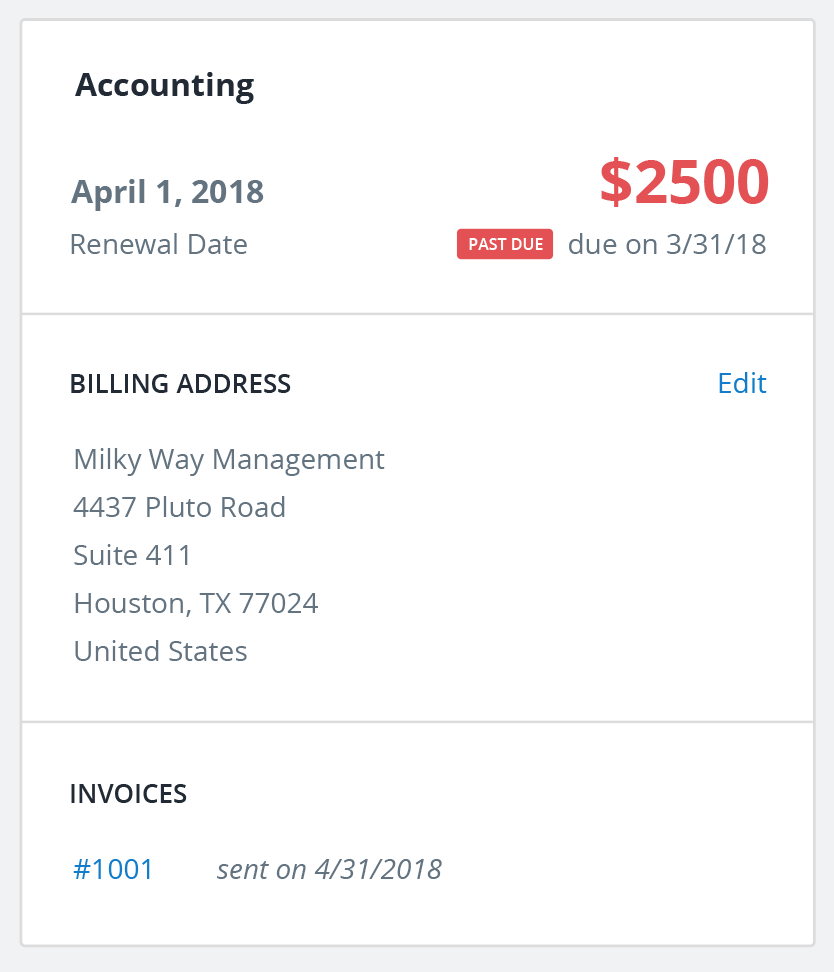 Accounting
April 1, 2018
$2500
Renewal Date
PAST DUE due on 3/31/18
BILLING ADDRESS
Edit
Milky Way Management
4437 Pluto Road
Suite 411
Houston, TX 77024
United States
INVOICES
#1001 sent on 4/31/2018